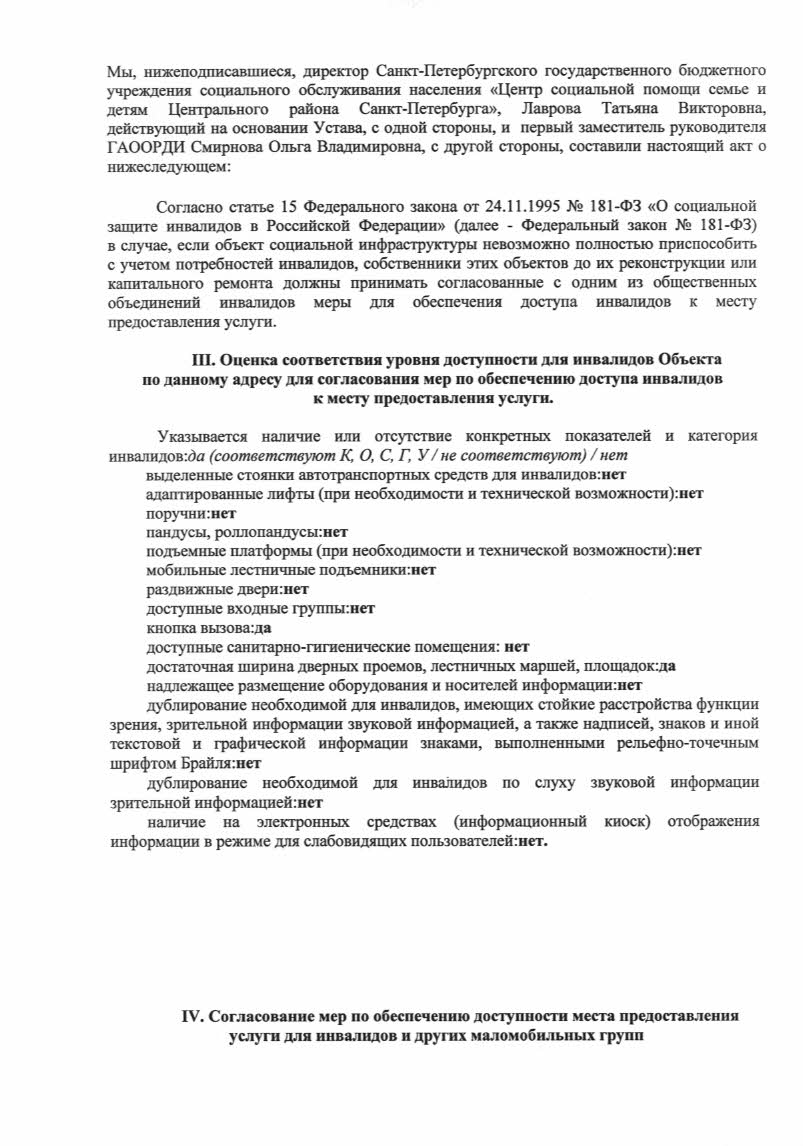 Мы, нижеподписавшиеся, директор Санкт-Петербургского государственного бюджетного
учреждения социального обслуживания населения «Центр социальной помощи семье и
детям Центрального района Санкт-Петербурга», Лаврова Татьяна Викторовна,
действующий на основании Устава, с одной стороны, и первый заместитель руководителя
ГАООРДИ Смирнова Ольга Владимировна, с другой стороны, составили настоящий акт о
нижеследующем:
Согласно статье 15 Федерального закона от 24.11.1995 № 181-ФЗ «О социальной
защите инвалидов в Российской Федерации» (далее - Федеральный закон № 181-ФЗ)
в случае, если объект социальной инфраструктуры невозможно полностью приспособить
с учетом потребностей инвалидов, собственники этих объектов до их реконструкции или
капитального ремонта должны принимать согласованные с одним из общественных
объединений инвалидов меры для обеспечения доступа инвалидов к месту
предоставления услуги.
III. Оценка соответствия уровня доступности для инвалидов Объекта
по данному адресу для согласования мер по обеспечению доступа инвалидов
к месту предоставления услуги.
Указывается наличие или отсутствие конкретных показателей и категория
инвалидов:да (соответствуют К, О, С, Г, У / не соответствуют) / нет
выделенные стоянки автотранспортных средств для инвалидов:нет
адаптированные лифты (при необходимости и технической возможности):нет
поручни:нет
пандусы, роллопандусы:нет
подъемные платформы (при необходимости и технической возможности):нет
мобильные лестничные подъемники:нет
раздвижные двери:нет
доступные входные группы:нет
кнопка вызова:да
доступные санитарно-гигиенические помещения: нет
достаточная ширина дверных проемов, лестничных маршей, площадок:да
надлежащее размещение оборудования и носителей информации:нет
дублирование необходимой для инвалидов, имеющих стойкие расстройства функции
зрения, зрительной информации звуковой информацией, а также надписей, знаков и иной
текстовой и графической информации знаками, выполненными рельефно-точечным
шрифтом Брайля:нет
дублирование необходимой для инвалидов по слуху звуковой информации
зрительной информацией:нет
наличие на электронных средствах (информационный киоск) отображения
информации в режиме для слабовидящих пользователей:нет.
IV. Согласование мер по обеспечению доступности места предоставления
услуги для инвалидов и других маломобильных групп